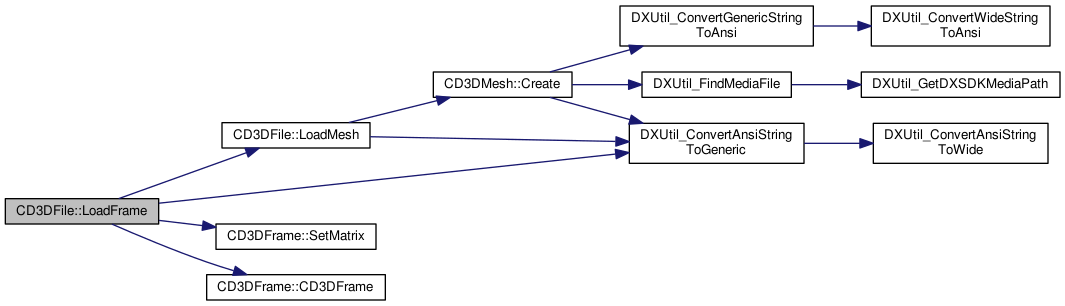 DXUtil_ConvertGenericString
ToAnsi
DXUtil_ConvertWideString
ToAnsi
CD3DMesh::Create
DXUtil_FindMediaFile
DXUtil_GetDXSDKMediaPath
CD3DFile::LoadMesh
DXUtil_ConvertAnsiString
ToGeneric
DXUtil_ConvertAnsiString
ToWide
CD3DFile::LoadFrame
CD3DFrame::SetMatrix
CD3DFrame::CD3DFrame